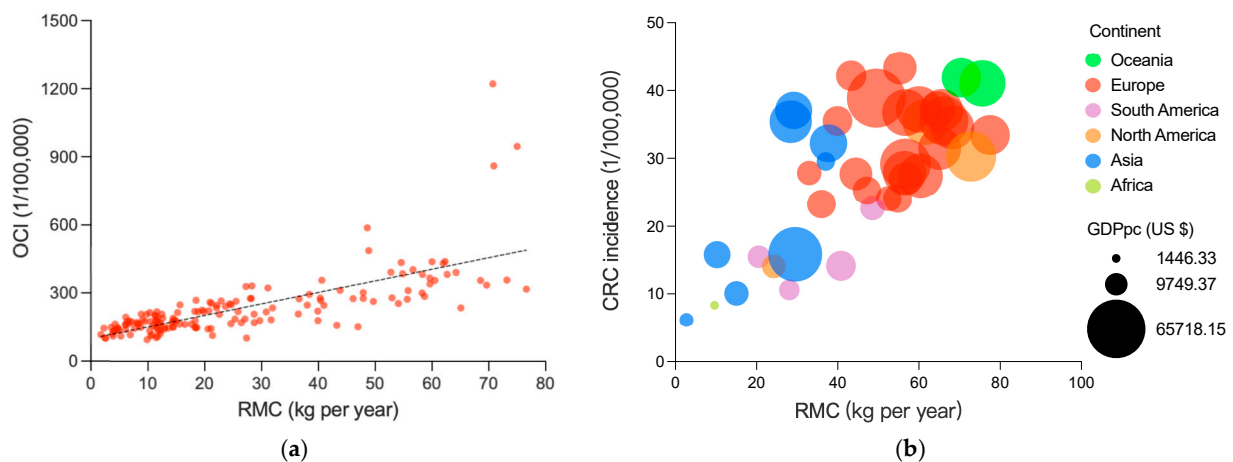 1500
1200
900
600
300
0
OCI (1/100,000)
0 10 20 30 40 50 60 70 80
RMC (kg per year)
(a)
50
40
30
20
10
0
CRC incidence (1/100,000)
0 20 40 60 80 100
RMC (kg per year)
(b)
Continent
Oceania
Europe
South America
North America
Asia
Africa
GDPpc (US $)
1446.33
9749.37
65718.15